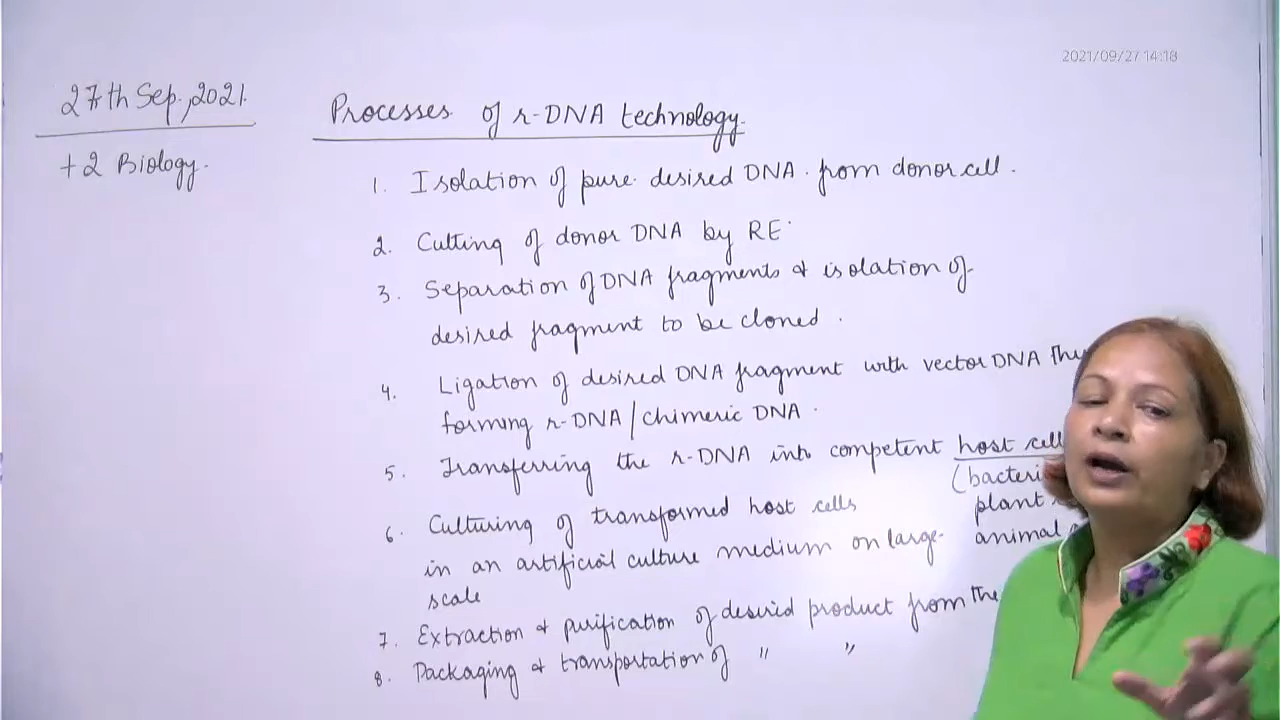 2021/09/27 14:18
27th Sep, 2021.
+2 Biology.
Processes of r-DNA technology.
1. Isolation of pure desired DNA. from donor cell.
2. Cutting of donor DNA by RE.
3. Separation of DNA fragments & isolation of
desired fragment to be cloned.
4. Ligation of desired DNA fragment with vector DNA
forming r-DNA/chimeric DNA.
5. Transferring the r-DNA into competent host cell
(bacteri
plant
animal
6. Culturing of transformed host cells
in an artificial culture medium on large-
scale
7. Extraction & purification of desired product from the
8. Packaging & transportation of " "